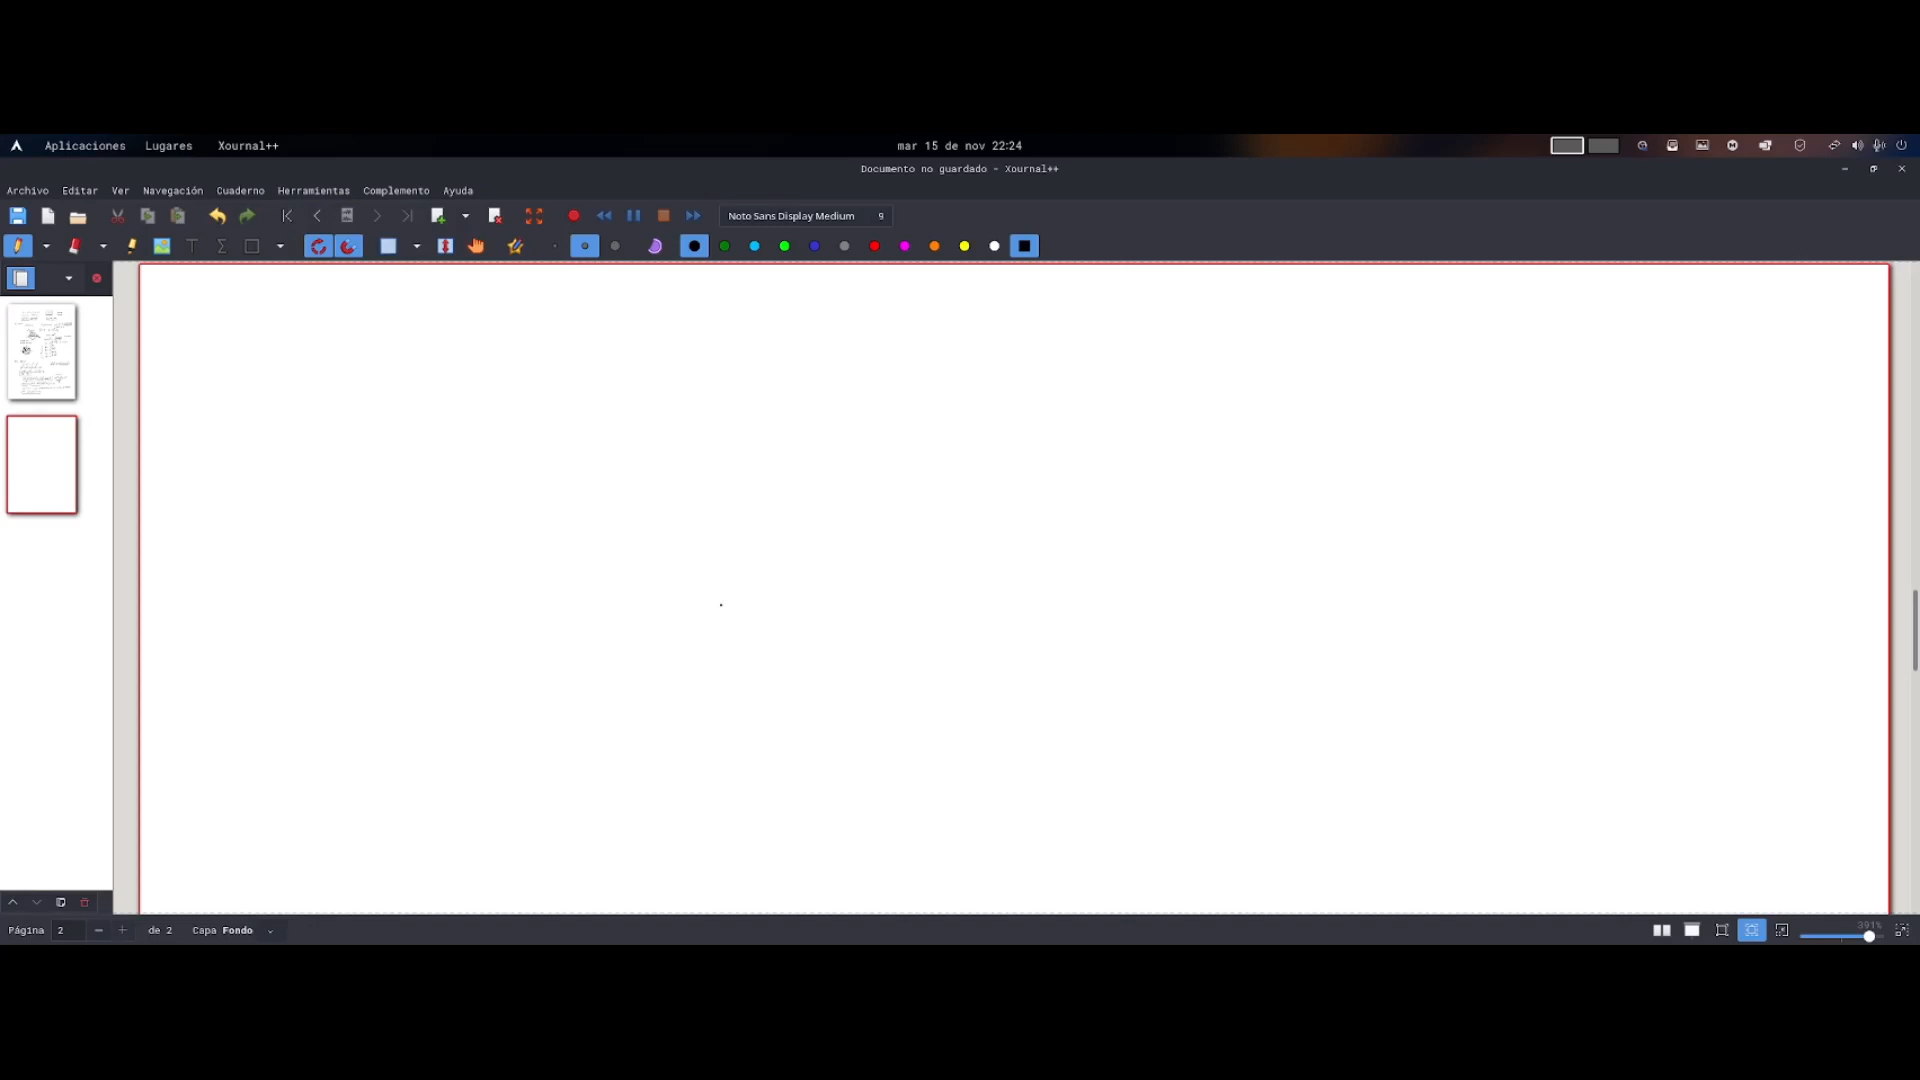 Aplicaciones Lugares Xournal++ mar 15 de nov 22:24
Documento no guardado - Xournal++
Archivo Editar Ver Navegación Cuaderno Herramientas Complemento Ayuda
Noto Sans Display Medium 9
Página 2 de 2 Capa Fondo 391%